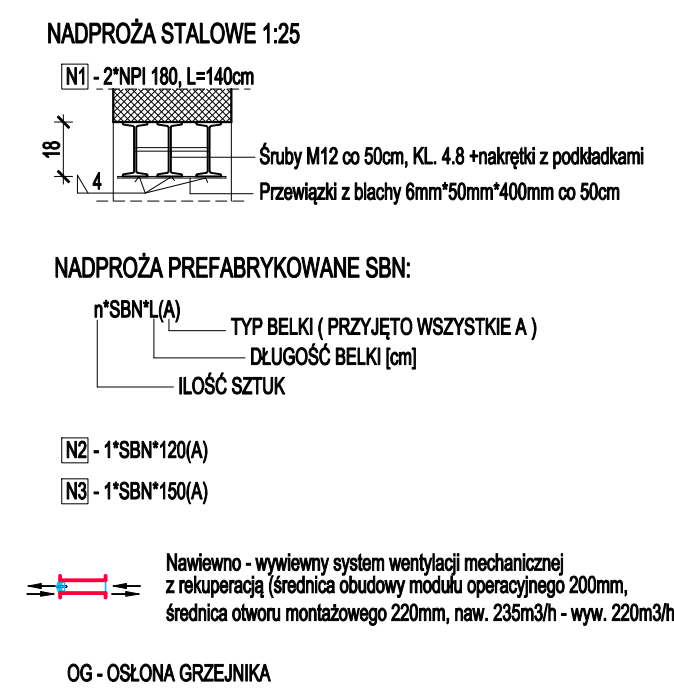 NADPROŻA STALOWE 1:25
N1 - 2*NPI 180, L=140cm
18
Śruby M12 co 50cm, KL. 4.8 +nakrętki z podkładkami
4
Przewiązki z blachy 6mm*50mm*400mm co 50cm
NADPROŻA PREFABRYKOWANE SBN:
n*SBN*L(A)
TYP BELKI ( PRZYJĘTO WSZYSTKIE A )
DŁUGOŚĆ BELKI [cm]
ILOŚĆ SZTUK
N2 - 1*SBN*120(A)
N3 - 1*SBN*150(A)
Nawiewno - wywiewny system wentylacji mechanicznej
z rekuperacją (średnica obudowy modułu operacyjnego 200mm,
średnica otworu montażowego 220mm, naw. 235m3/h - wyw. 220m3/h
OG - OSŁONA GRZEJNIKA